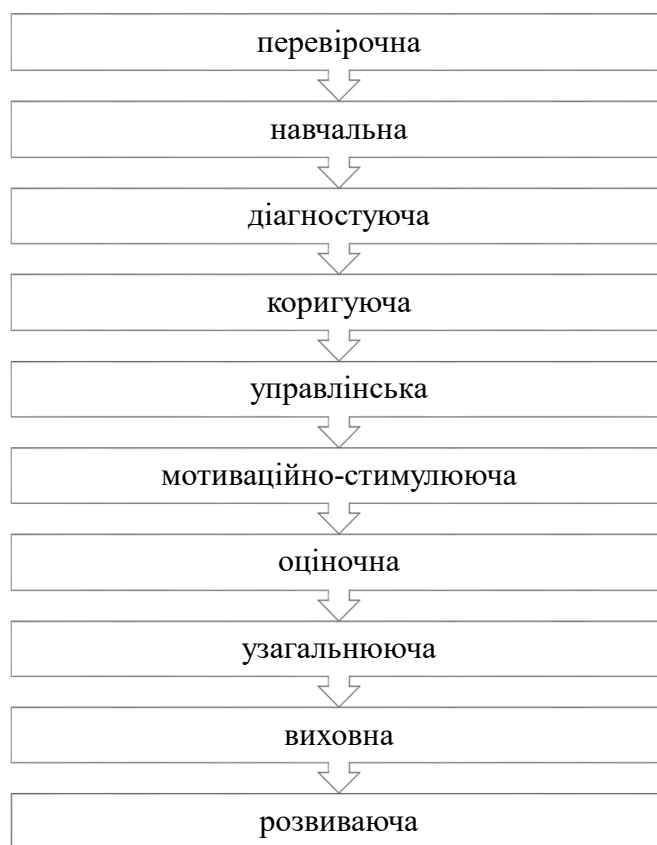 перевірочна
навчальна
діагностуюча
коригуюча
управлінська
мотиваційно-стимулююча
оціночна
узагальнююча
виховна
розвиваюча